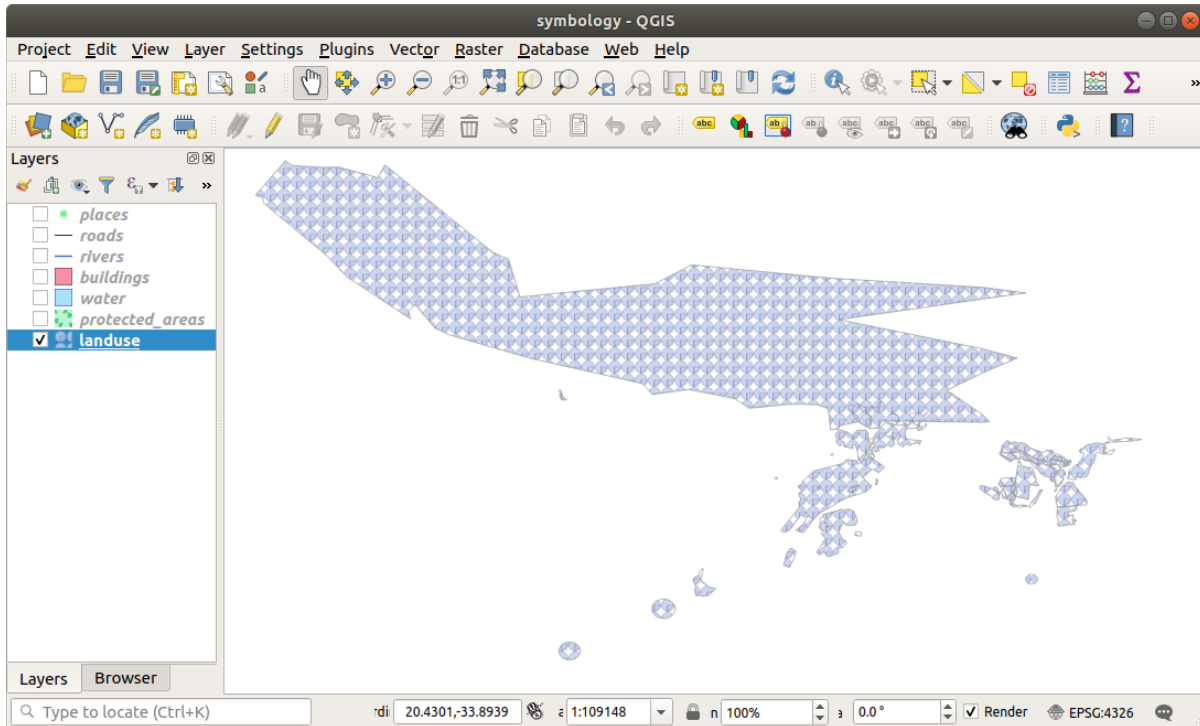 symbology - QGIS
Project Edit View Layer Settings Plugins Vector Raster Database Web Help
Layers
places
roads
rivers
buildings
water
protected_areas
landuse
Layers Browser
Type to locate (Ctrl+K) rdi 20.4301,-33.8939 a 1:109148 n 100% a 0.0 ° Render EPSG:4326